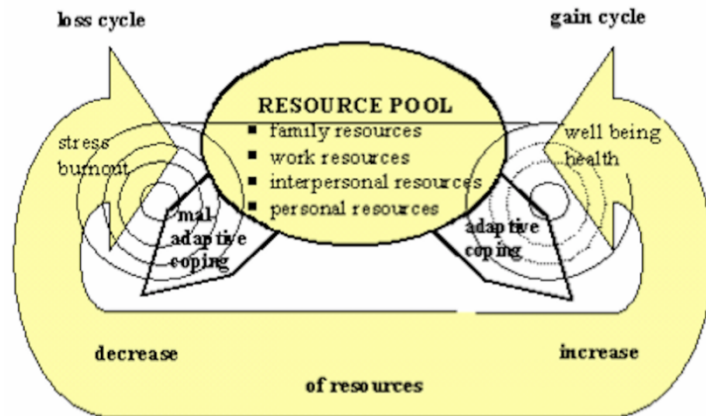 loss cycle
gain cycle
RESOURCE POOL
▪ family resources
▪ work resources
▪ interpersonal resources
▪ personal resources
stress
burnout
well being
health
mal-
adaptive
coping
adaptive
coping
decrease
increase
of resources